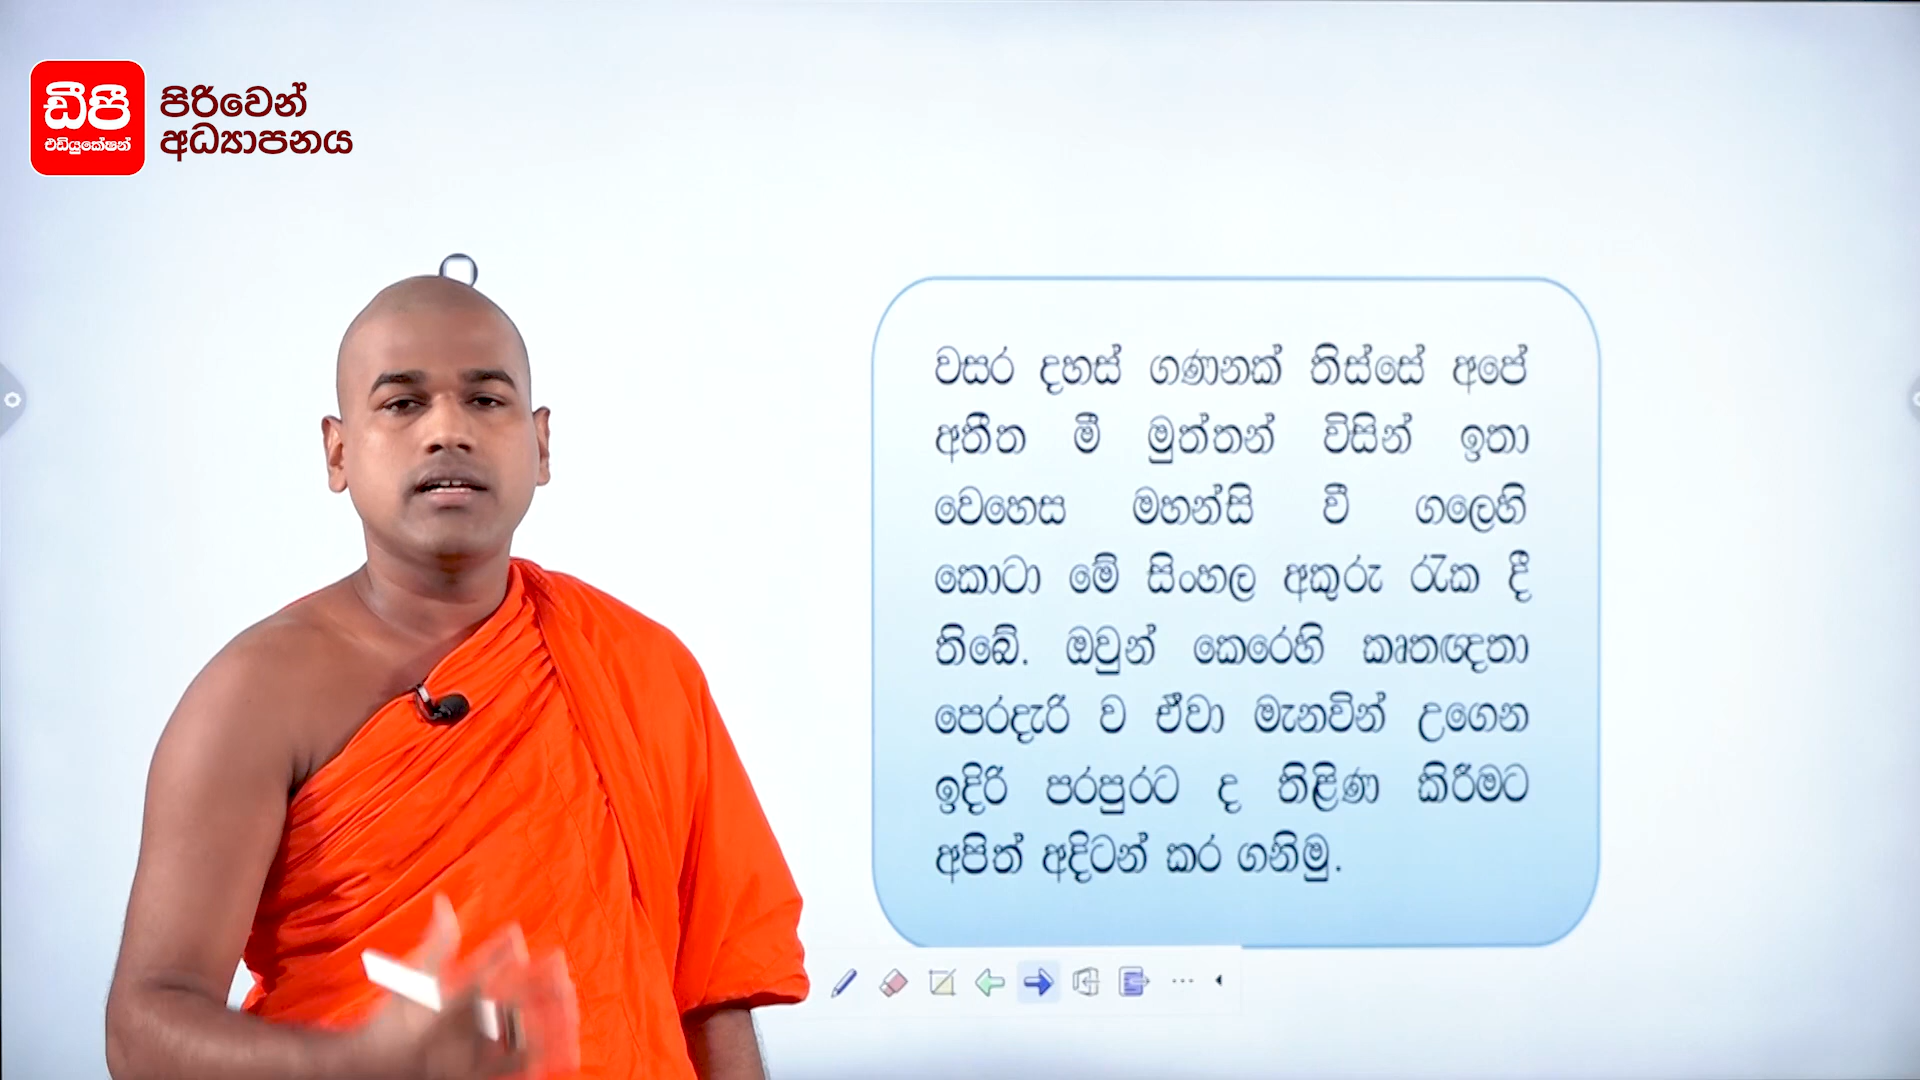 ඩීපී
එඩියුකේෂන්
පිරිවෙන්
අධ්‍යාපනය
වසර දහස් ගණනක් තිස්සේ අපේ
අතීත මී මුත්තන් විසින් ඉතා
වෙහෙස මහන්සි වී ගලෙහි
කොටා මේ සිංහල අකුරු රැක දී
තිබේ. ඔවුන් කෙරෙහි කෘතඥතා
පෙරදැරි ව ඒවා මැනවින් උගෙන
ඉදිරි පරපුරට ද තිළිණ කිරීමට
අපිත් අදිටන් කර ගනිමු.